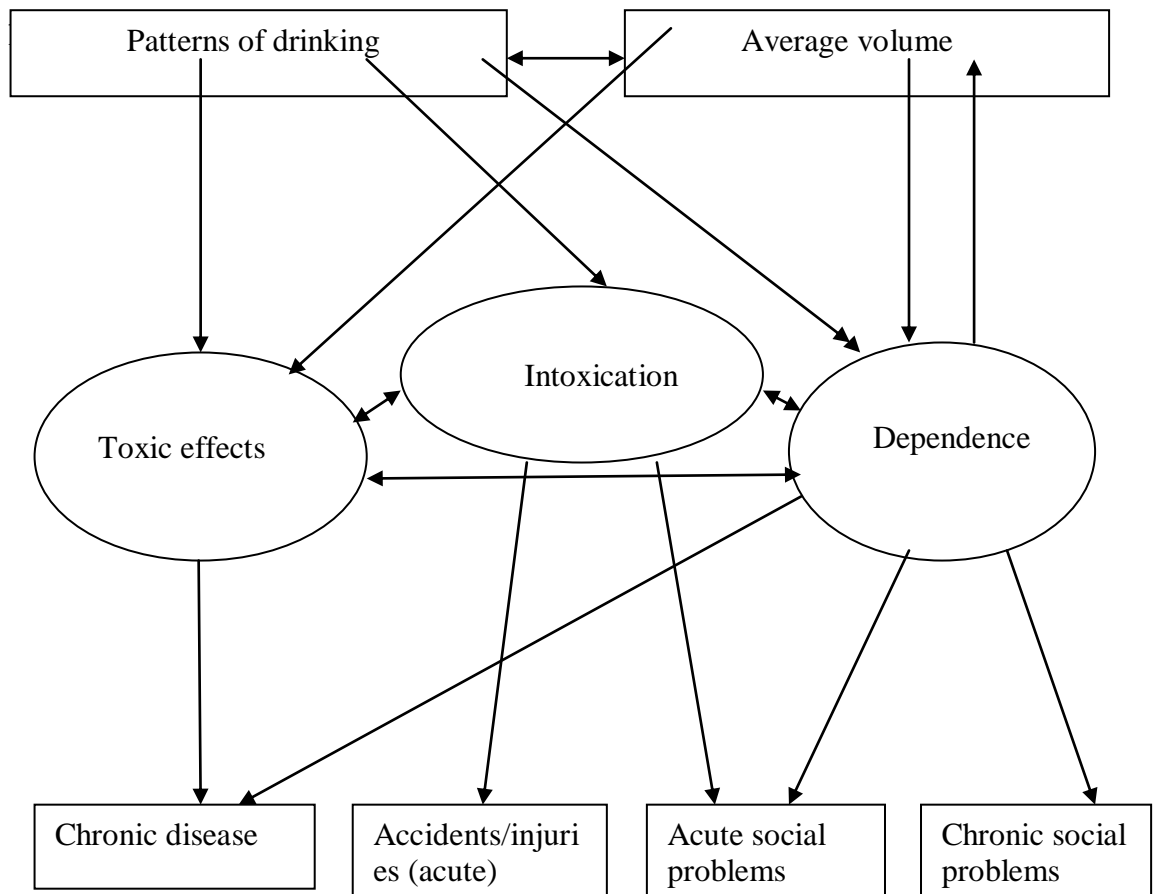 Patterns of drinking
Average volume
Intoxication
Toxic effects
Dependence
Chronic disease
Accidents/injuri
es (acute)
Acute social
problems
Chronic social
problems